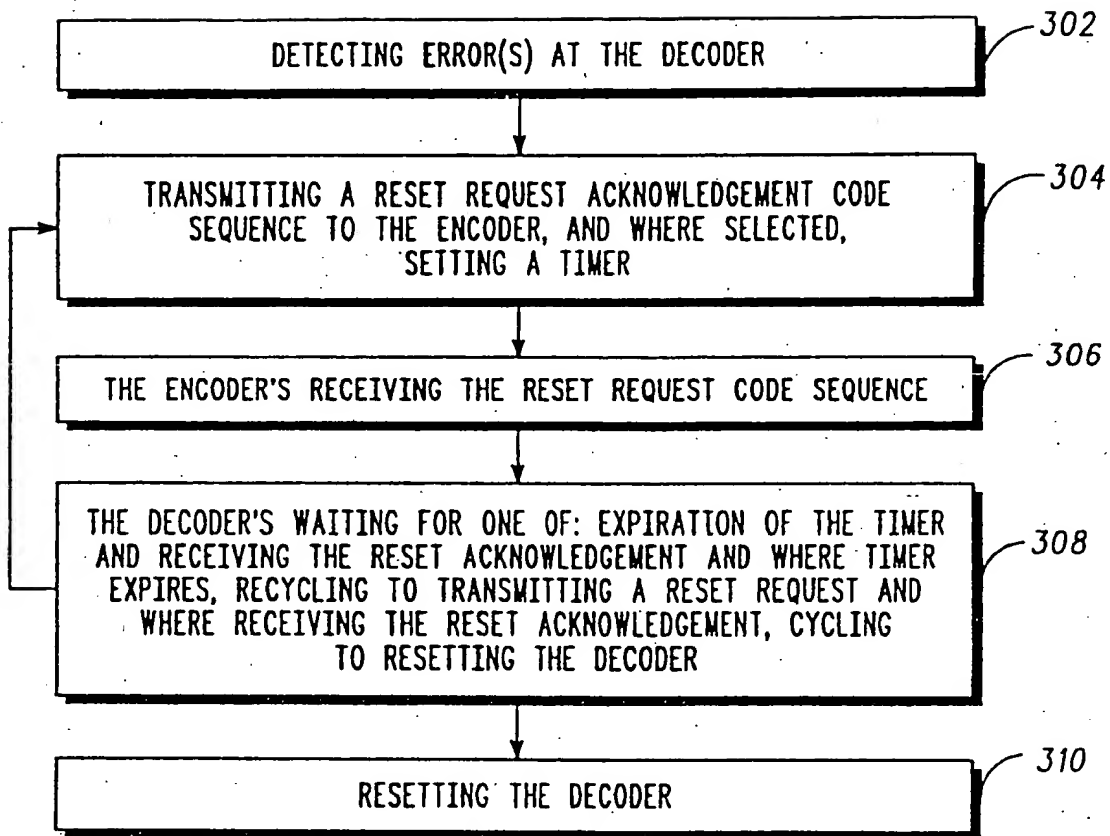 DETECTING ERROR(S) AT THE DECODER
302
TRANSMITTING A RESET REQUEST ACKNOWLEDGEMENT CODE
SEQUENCE TO THE ENCODER, AND WHERE SELECTED,
SETTING A TIMER
304
THE ENCODER'S RECEIVING THE RESET REQUEST CODE SEQUENCE
306
THE DECODER'S WAITING FOR ONE OF: EXPIRATION OF THE TIMER
AND RECEIVING THE RESET ACKNOWLEDGEMENT AND WHERE TIMER
EXPIRES, RECYCLING TO TRANSMITTING A RESET REQUEST AND
WHERE RECEIVING THE RESET ACKNOWLEDGEMENT, CYCLING
TO RESETTING THE DECODER
308
RESETTING THE DECODER
310